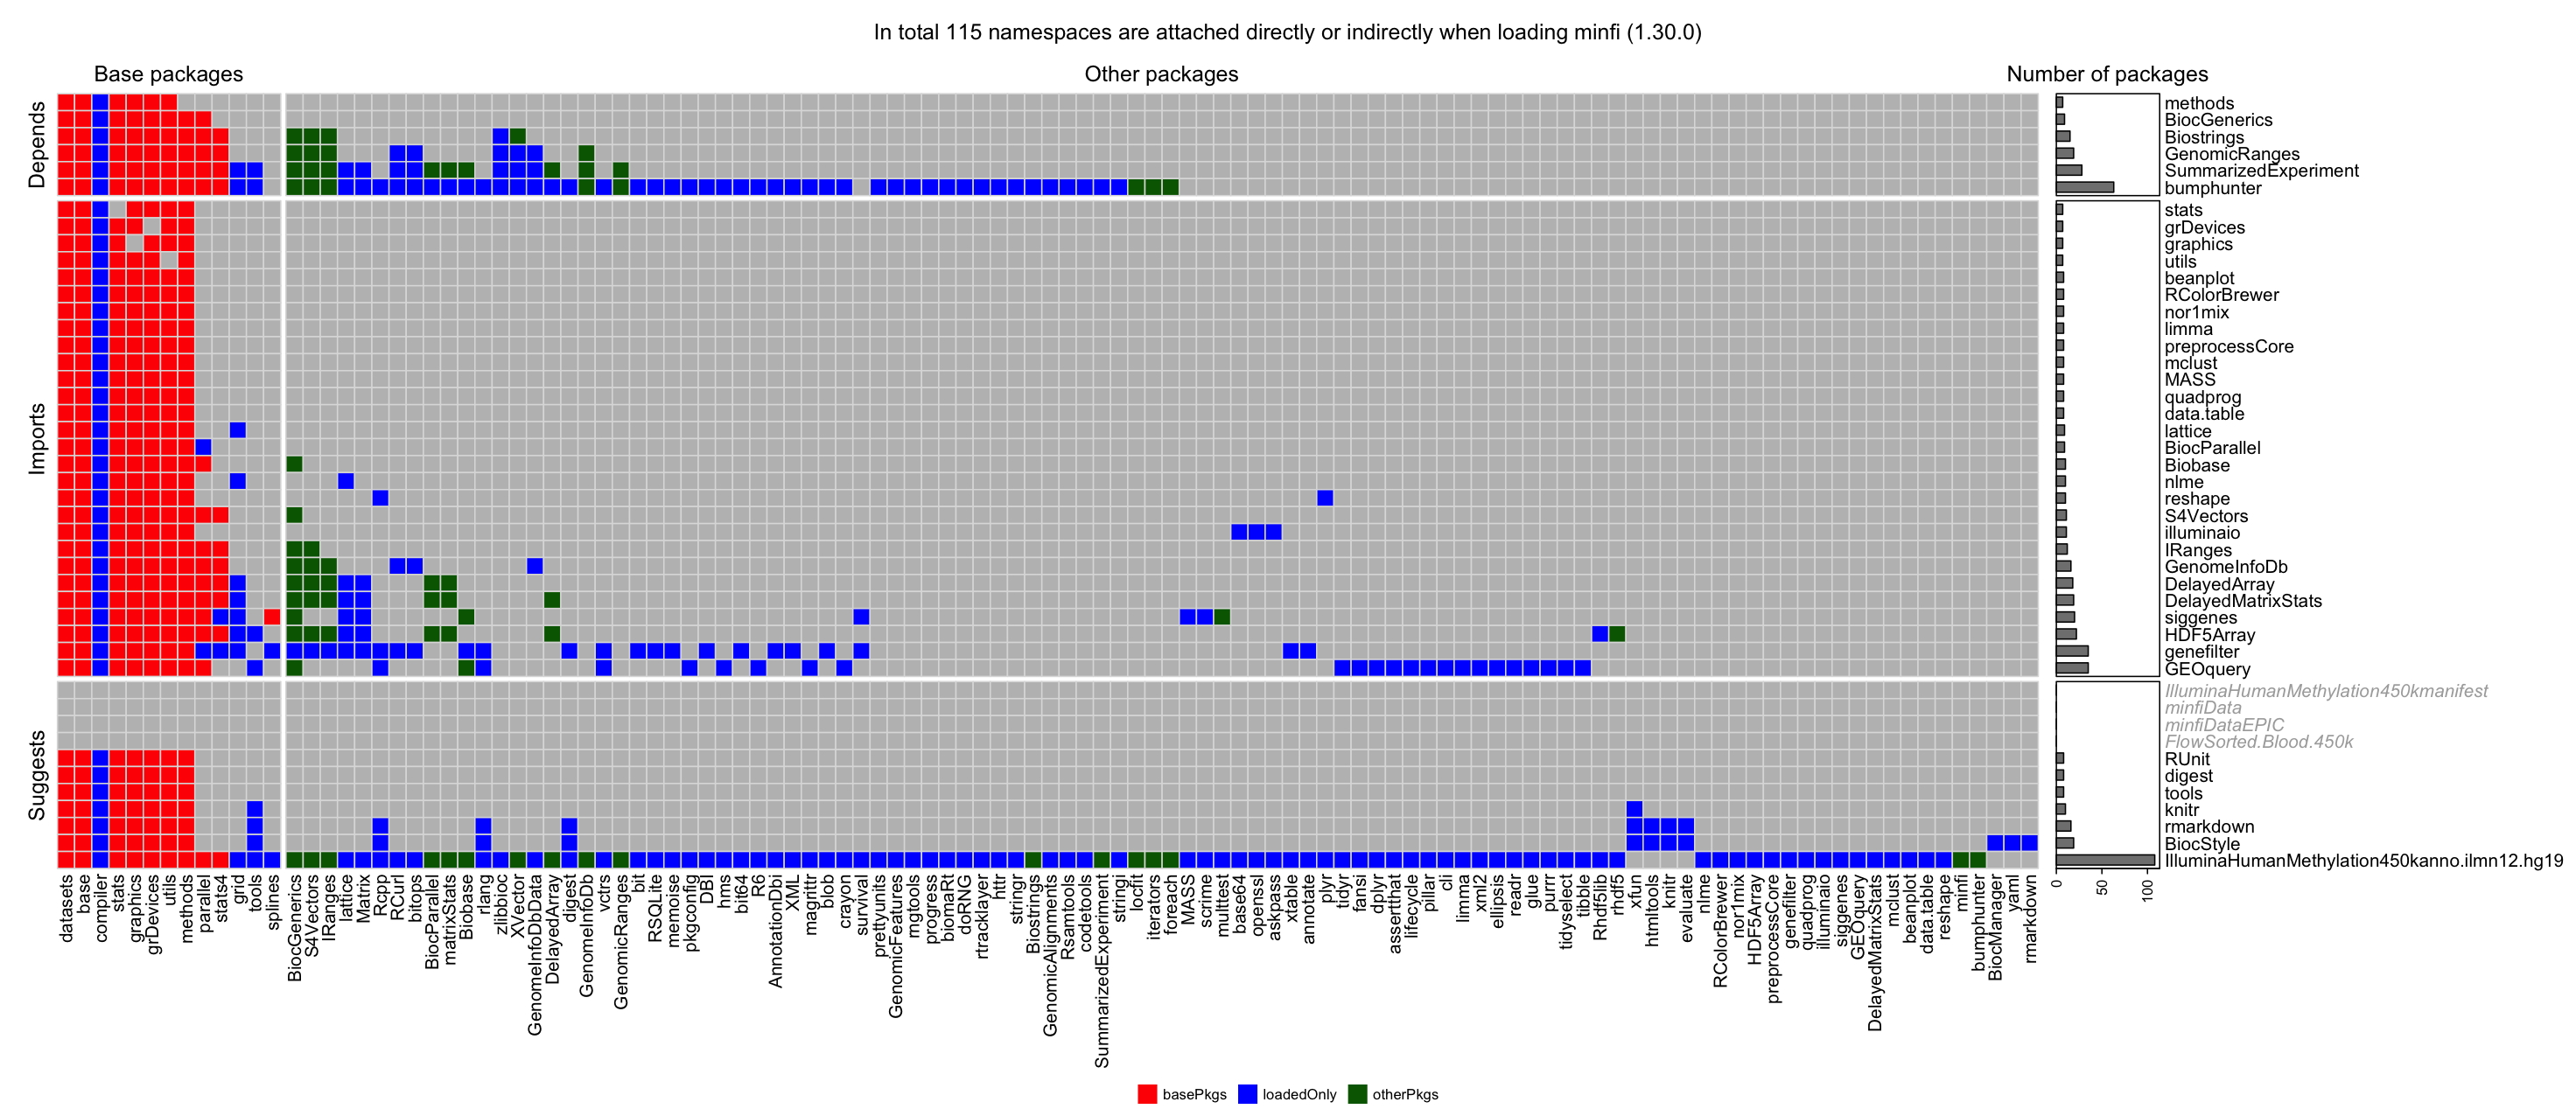 In total 115 namespaces are attached directly or indirectly when loading minfi (1.30.0)
Base packages
Other packages
Number of packages
Depends
methods
BiocGenerics
Biostrings
GenomicRanges
SummarizedExperiment
bumphunter
Imports
stats
grDevices
graphics
utils
beanplot
RColorBrewer
nor1mix
limma
preprocessCore
mclust
MASS
quadprog
data.table
lattice
BiocParallel
Biobase
nlme
reshape
S4Vectors
illuminaio
IRanges
GenomeInfoDb
DelayedArray
DelayedMatrixStats
siggenes
HDF5Array
genefilter
GEOquery
Suggests
IlluminaHumanMethylation450kmanifest
minfiData
minfiDataEPIC
FlowSorted.Blood.450k
RUnit
digest
tools
knitr
rmarkdown
BiocStyle
IlluminaHumanMethylation450kanno.ilmn12.hg19
0
50
100
datasets
base
compiler
stats
graphics
grDevices
utils
methods
parallel
stats4
grid
tools
splines
BiocGenerics
S4Vectors
IRanges
lattice
Matrix
Rcpp
RCurl
bitops
BiocParallel
matrixStats
Biobase
rlang
zlibbioc
XVector
GenomeInfoDbData
DelayedArray
digest
GenomeInfoDb
vctrs
GenomicRanges
bit
RSQLite
memoise
pkgconfig
DBI
hms
bit64
R6
AnnotationDbi
XML
magrittr
blob
crayon
survival
prettyunits
GenomicFeatures
mgtools
progress
biomaRt
doRNG
rtracklayer
httr
stringr
Biostrings
GenomicAlignments
Rsamtools
codetools
SummarizedExperiment
stringi
locfit
iterators
foreach
MASS
scrime
multtest
base64
openssl
askpass
xtable
annotate
plyr
tidyr
fansi
dplyr
assertthat
lifecycle
pillar
cli
limma
xml2
ellipsis
readr
glue
purrr
tidyselect
tibble
Rhdf5lib
rhdf5
xfun
htmltools
knitr
evaluate
nlme
RColorBrewer
nor1mix
HDF5Array
preprocessCore
genefilter
quadprog
illuminaio
siggenes
GEOquery
DelayedMatrixStats
mclust
beanplot
data.table
reshape
minfi
bumphunter
BiocManager
yaml
rmarkdown
basePkgs
loadedOnly
otherPkgs